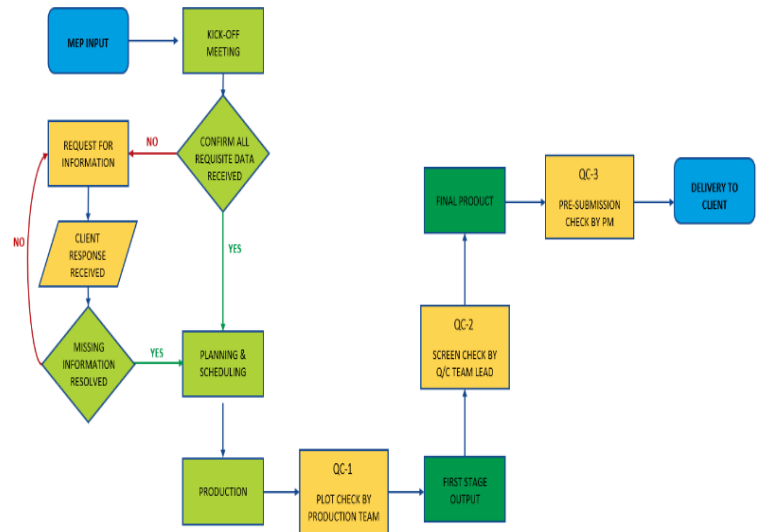 MEP INPUT
KICK-OFF
MEETING
REQUEST FOR
INFORMATION
NO
CONFIRM ALL
REQUISITE DATA
RECEIVED
QC-3
PRE-SUBMISSION
CHECK BY PM
DELIVERY TO
CLIENT
FINAL PRODUCT
NO
CLIENT
RESPONSE
RECEIVED
YES
MISSING
INFORMATION
RESOLVED
YES
PLANNING &
SCHEDULING
QC-2
SCREEN CHECK BY
Q/C TEAM LEAD
PRODUCTION
QC-1
PLOT CHECK BY
PRODUCTION TEAM
FIRST STAGE
OUTPUT